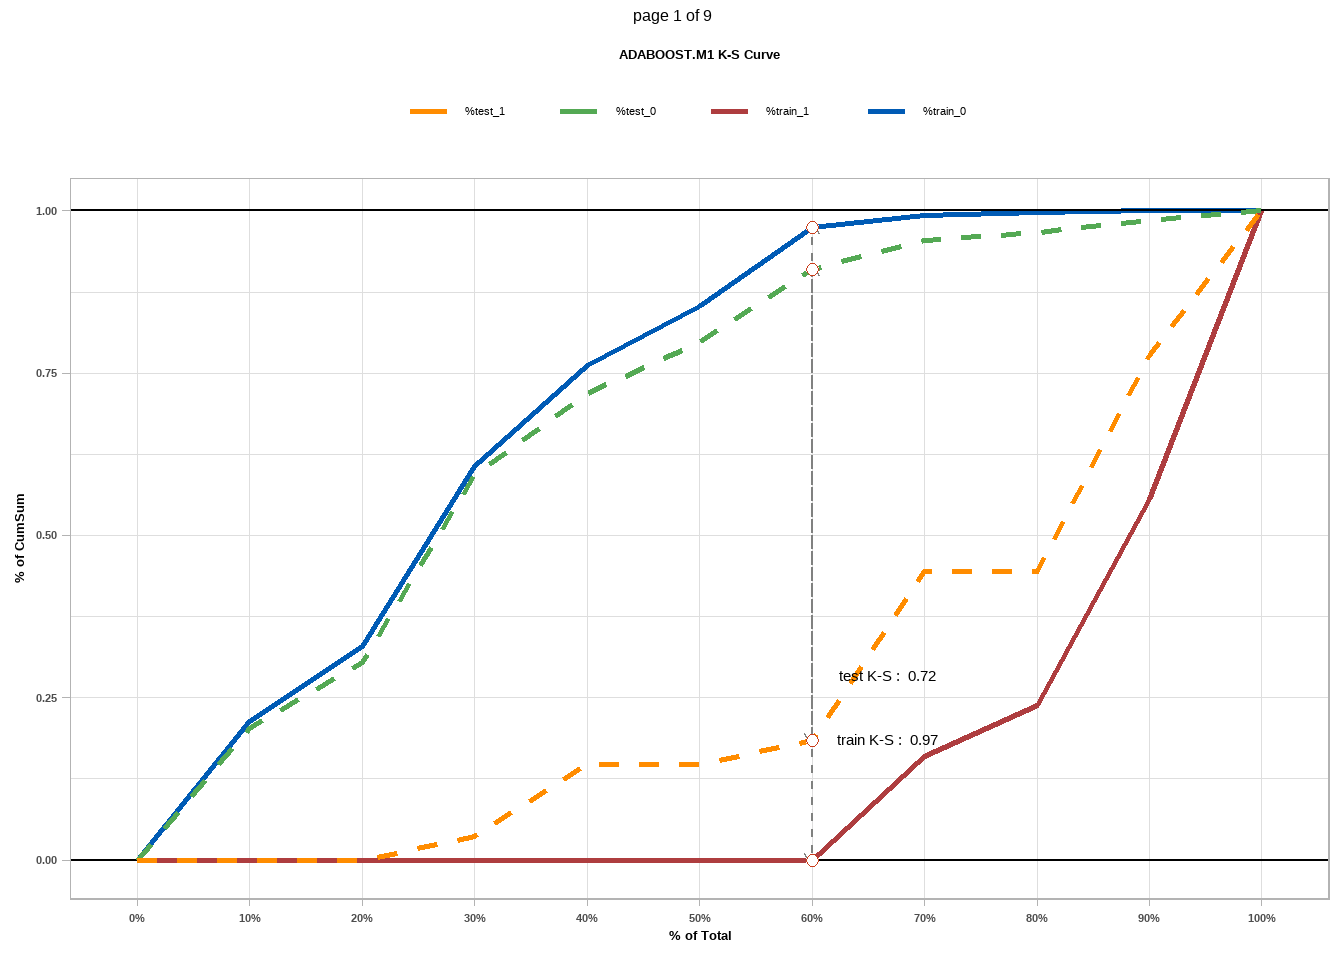 page 1 of 9
ADABOOST.M1 K-S Curve
%test_1 %test_0 %train_1 %train_0
1.00
0.75
0.50
0.25
0.00
% of CumSum
test K-S :  0.72
train K-S :  0.97
0% 10% 20% 30% 40% 50% 60% 70% 80% 90% 100%
% of Total